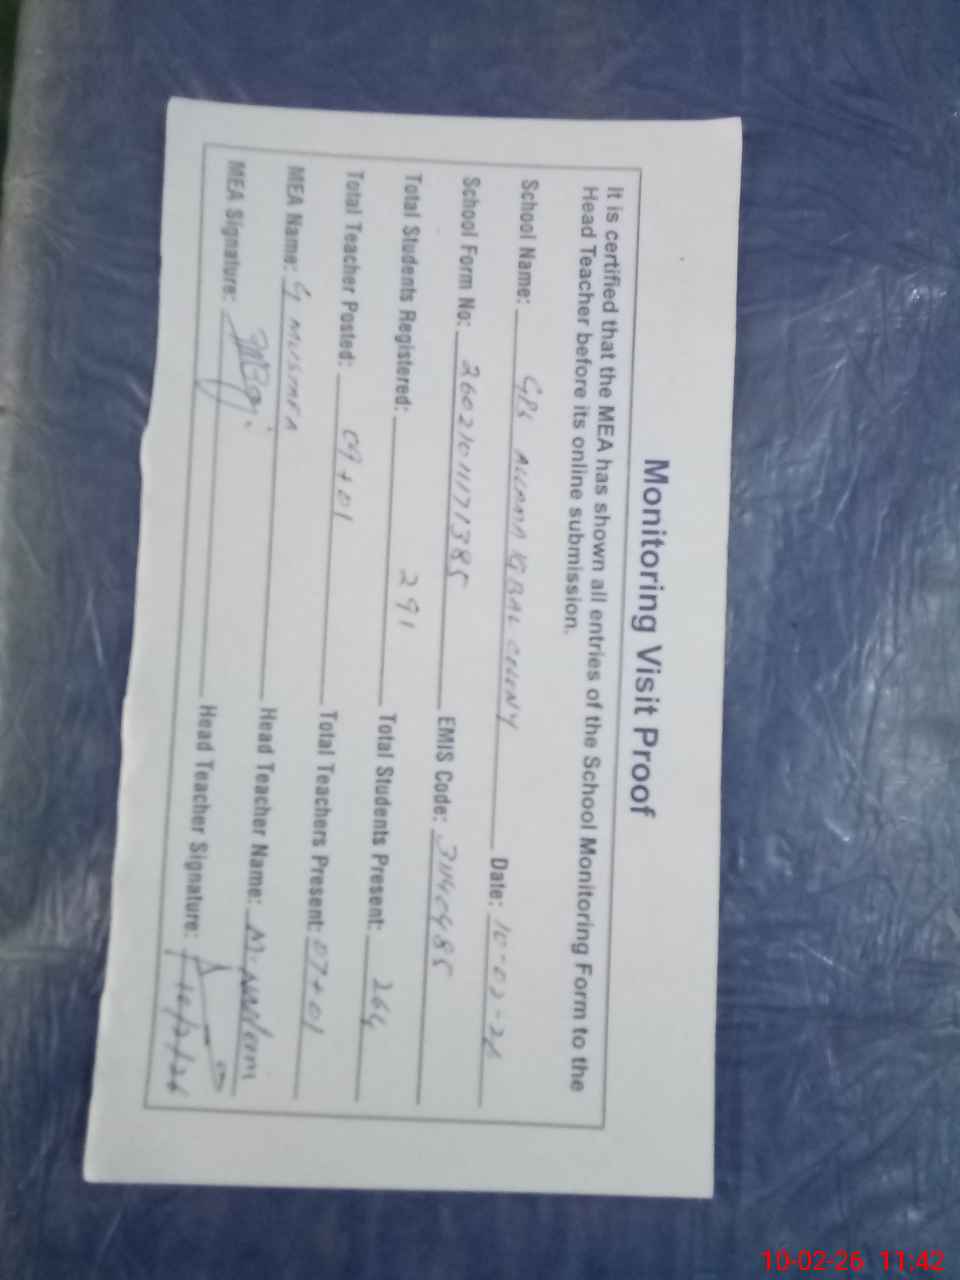 Monitoring Visit Proof
It is certified that the MEA has shown all entries of the School Monitoring Form to the
Head Teacher before its online submission.
School Name: GPS ALLAMA IQBAL COLONY Date: 10-02-26
School Form No: 2602101171385 EMIS Code: 31140485
Total Students Registered: 291 Total Students Present: 264
Total Teacher Posted: 09+01 Total Teachers Present: 07+01
MEA Name: G Head Teacher Name:
MEA Signature: Head Teacher Signature:
10-02-26 11:42